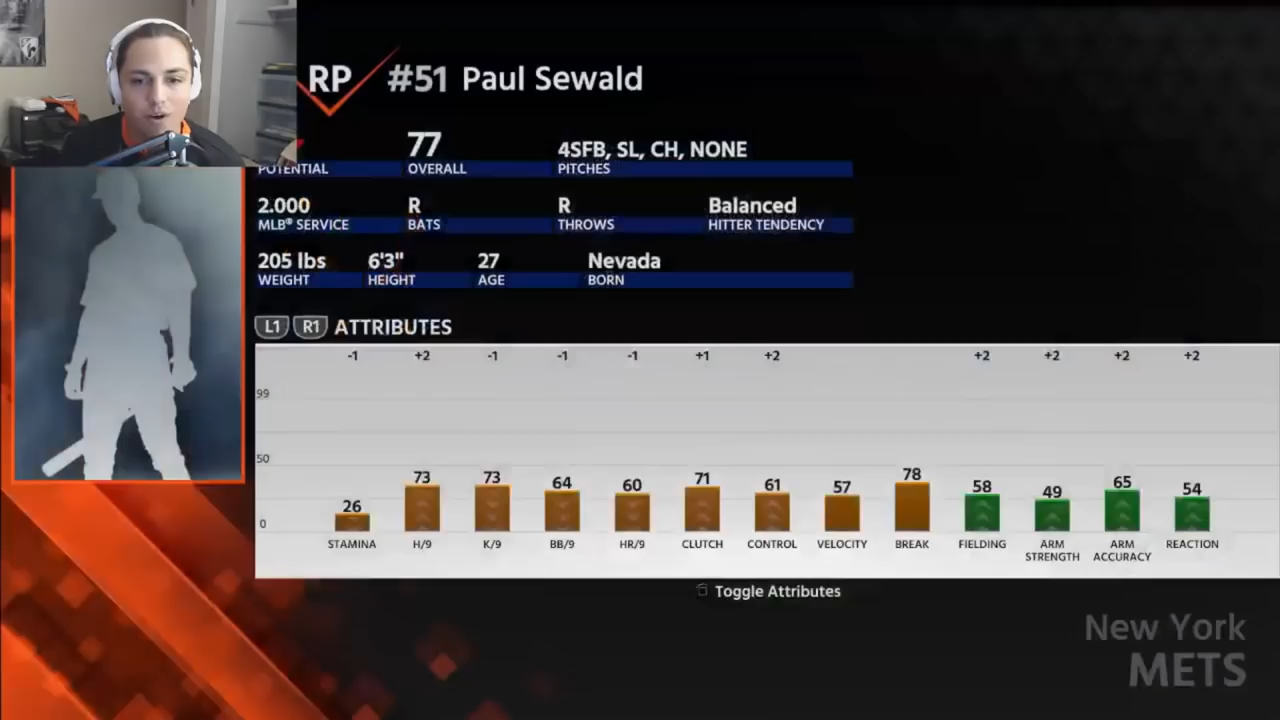 RP #51 Paul Sewald
77 4SFB, SL, CH, NONE
POTENTIAL OVERALL PITCHES
2.000 R R Balanced
MLB® SERVICE BATS THROWS HITTER TENDENCY
205 lbs 6'3" 27 Nevada
WEIGHT HEIGHT AGE BORN
L1 R1 ATTRIBUTES
-1 +2 -1 -1 -1 +1 +2 +2 +2 +2 +2
99
50
0
26 73 73 64 60 71 61 57 78 58 49 65 54
STAMINA H/9 K/9 BB/9 HR/9 CLUTCH CONTROL VELOCITY BREAK FIELDING ARM STRENGTH ARM ACCURACY REACTION
Toggle Attributes
New York
METS